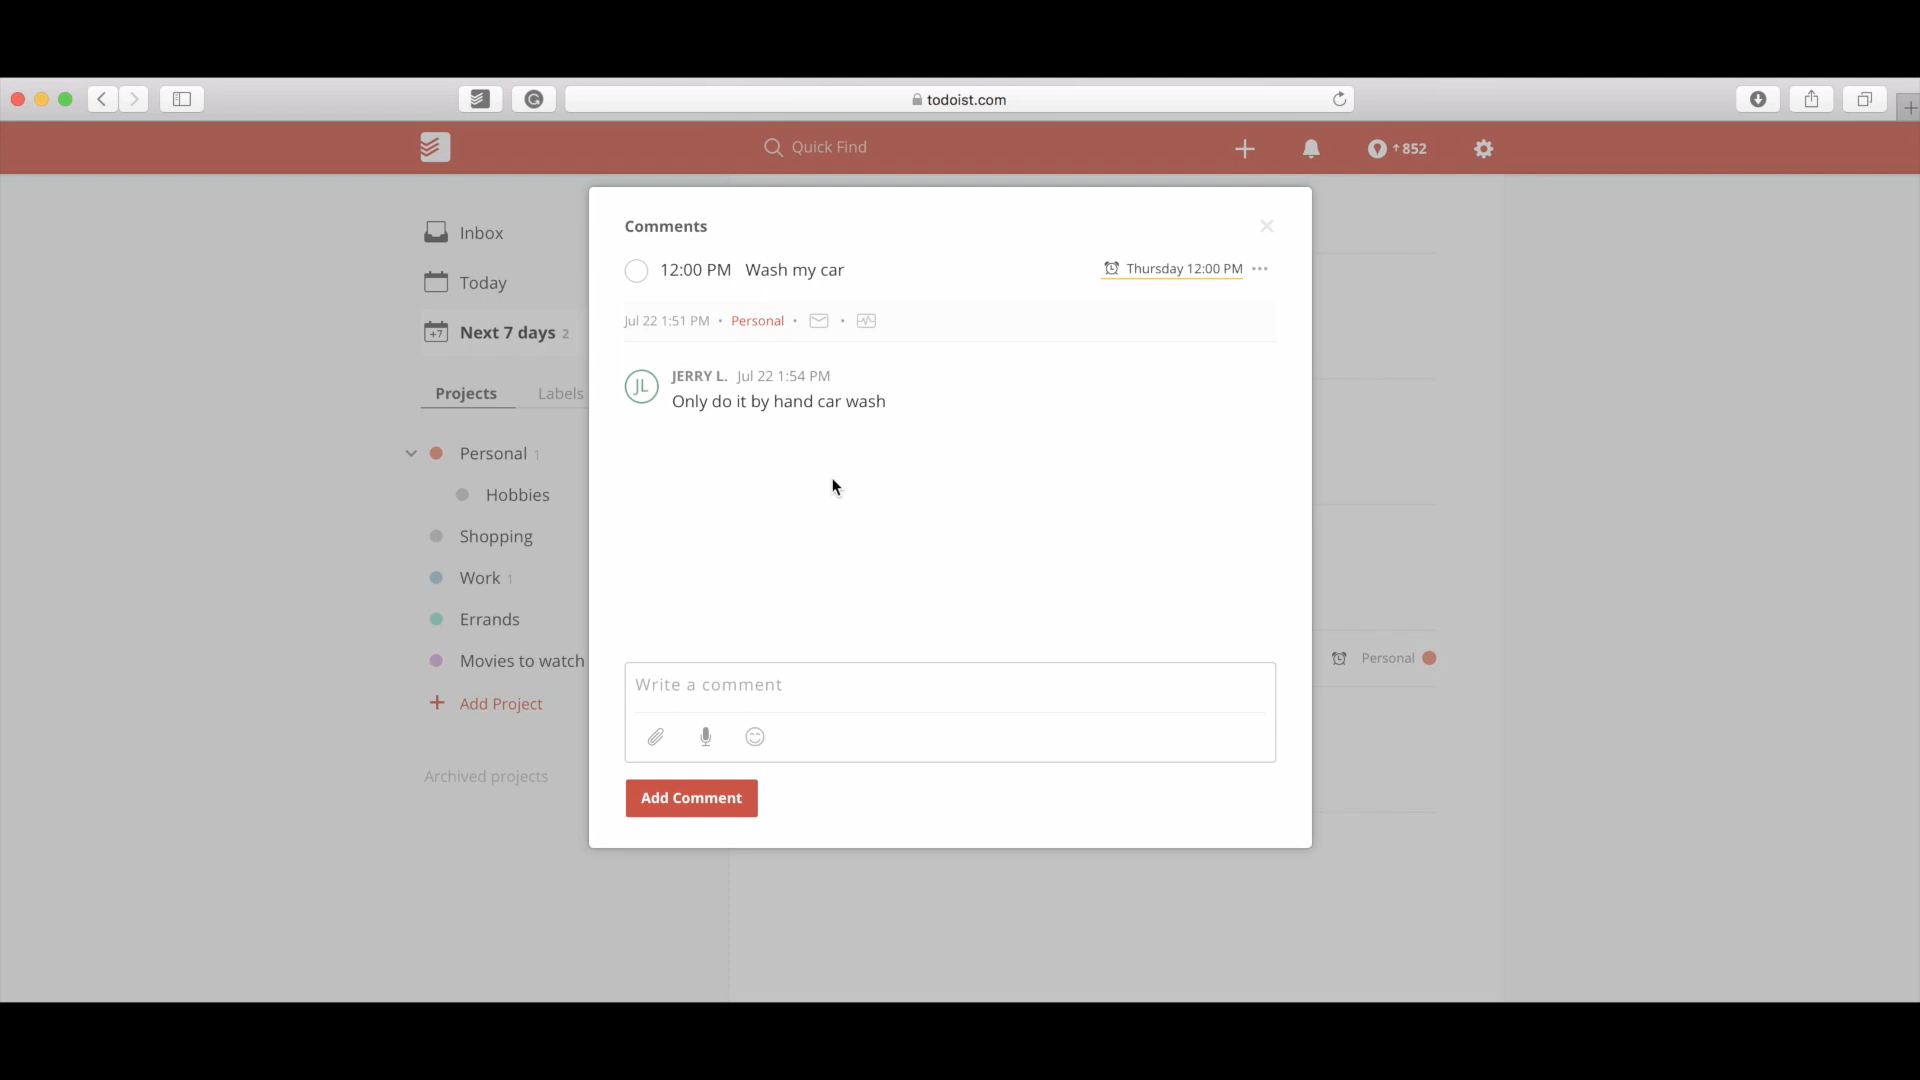 todoist.com
Quick Find
↑852
Inbox
Today
+7 Next 7 days 2
Projects Labels
Personal 1
Hobbies
Shopping
Work 1
Errands
Movies to watch
Add Project
Archived projects
Comments
12:00 PM Wash my car
Thursday 12:00 PM
Jul 22 1:51 PM • Personal •
JL
JERRY L. Jul 22 1:54 PM
Only do it by hand car wash
Write a comment
Add Comment
Personal